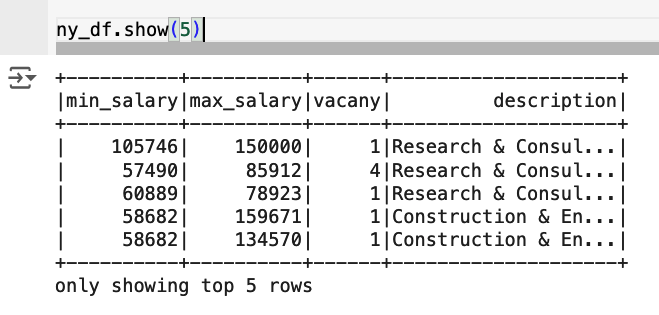 ny_df.show(5)
+----------+----------+------+--------------------+
|min_salary|max_salary|vacany|         description|
+----------+----------+------+--------------------+
|    105746|    150000|     1|Research & Consul...|
|     57490|     85912|     4|Research & Consul...|
|     60889|     78923|     1|Research & Consul...|
|     58682|    159671|     1|Construction & En...|
|     58682|    134570|     1|Construction & En...|
+----------+----------+------+--------------------+
only showing top 5 rows